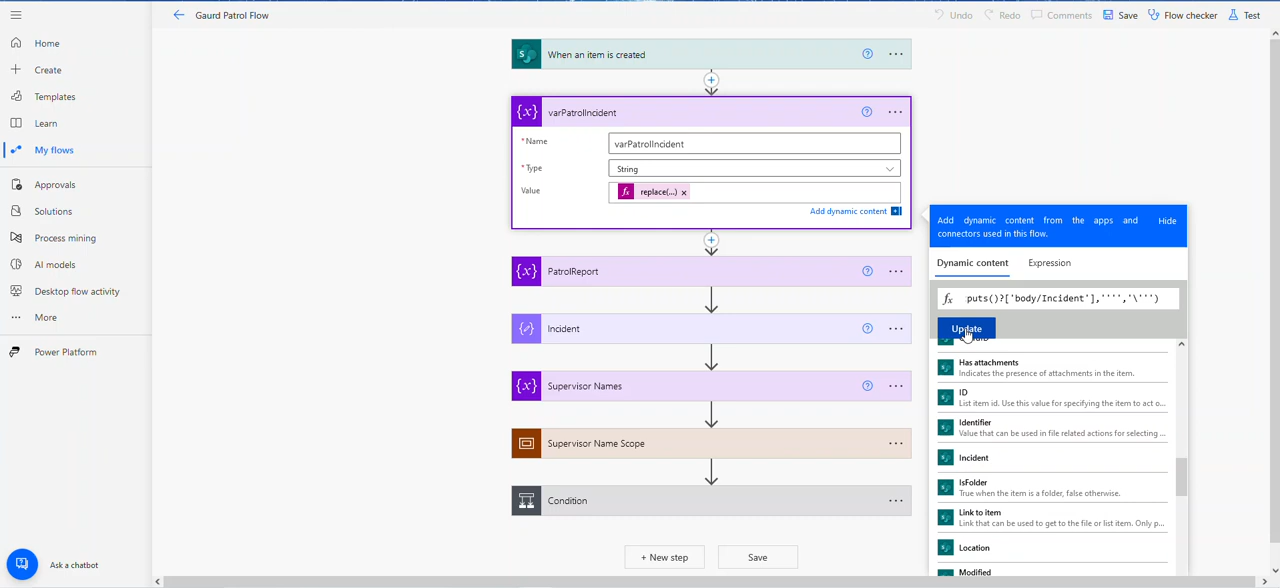 Gaurd Patrol Flow
Undo
Redo
Comments
Save
Flow checker
Test
Home
Create
Templates
Learn
My flows
Approvals
Solutions
Process mining
AI models
Desktop flow activity
More
Power Platform
Ask a chatbot
When an item is created
{x} varPatrolIncident
* Name
varPatrolIncident
* Type
String
Value
fx replace(...) ×
Add dynamic content
{x} PatrolReport
Incident
{x} Supervisor Names
Supervisor Name Scope
Condition
+ New step
Save
Add dynamic content from the apps and
connectors used in this flow.
Hide
Dynamic content
Expression
fx puts()?['body/Incident'],'''','\''')
Update
Has attachments
Indicates the presence of attachments in the item.
ID
List item id. Use this value for specifying the item to act o...
Identifier
Value that can be used in file related actions for selecting ...
Incident
IsFolder
True when the item is a folder, false otherwise.
Link to item
Link that can be used to get to the file or list item. Only p...
Location
Modified